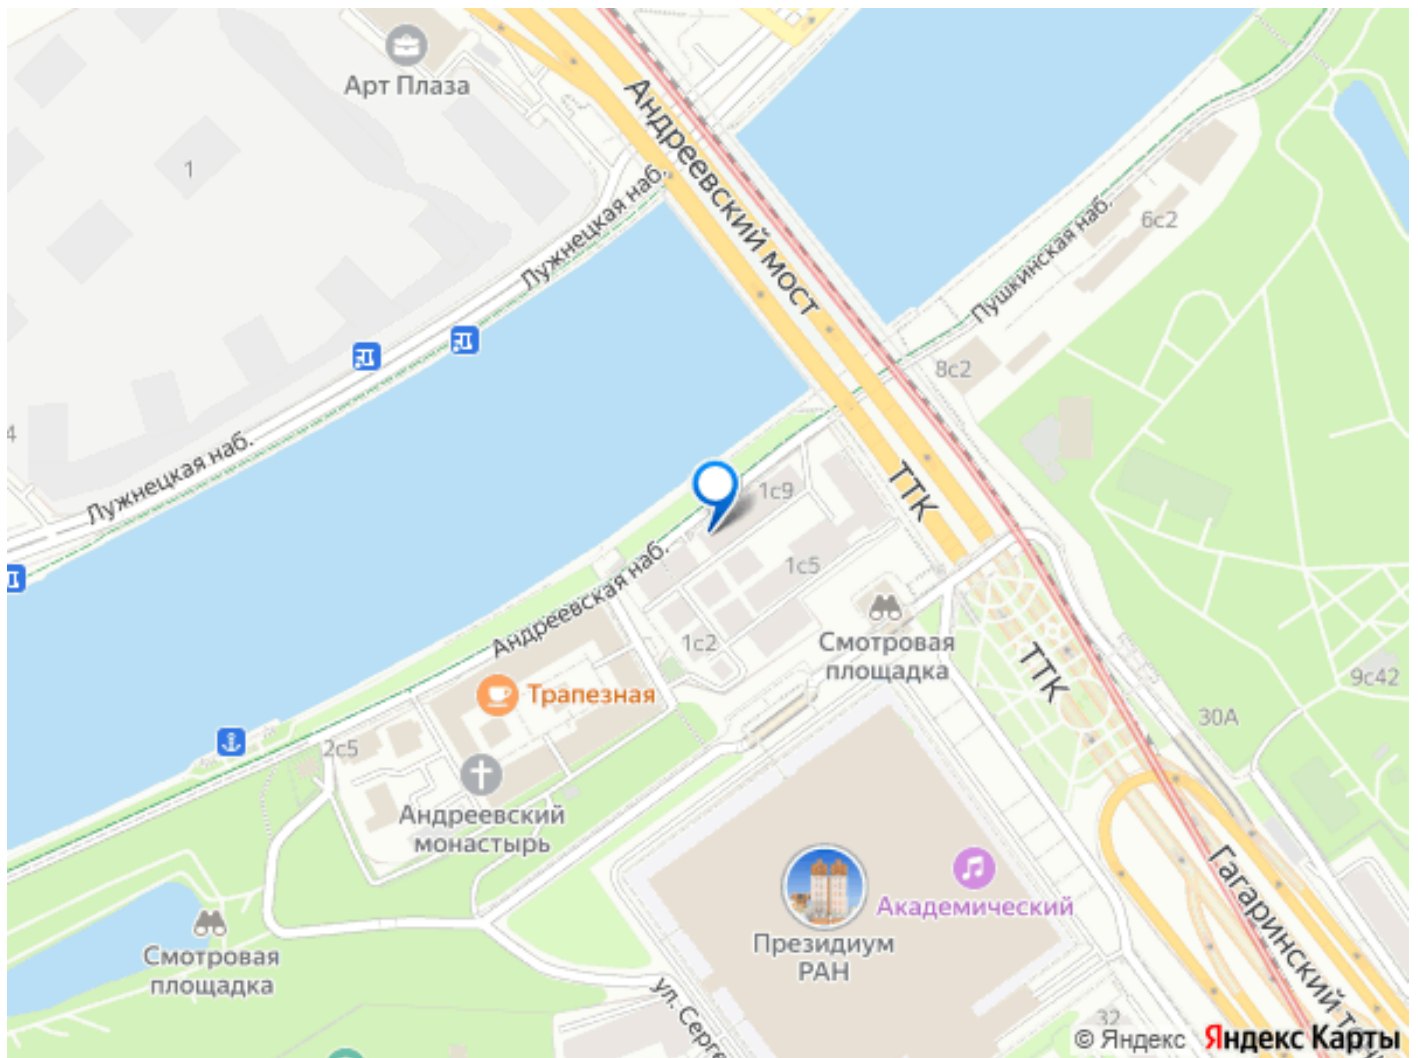 Арт Плаза
1
Андреевский мост
Лужнецкая наб.
Пушкинская наб.
6с2
8с2
4
Лужнецкая наб.
ТТК
1с9
1с5
Андреевская наб.
1с2
Смотровая
площадка
ТТК
9с42
30А
Трапезная
2с5
Андреевский
монастырь
Академический
Президиум
РАН
Гагаринский т
Смотровая
площадка
ул. Серге
32
© Яндекс Яндекс Карты